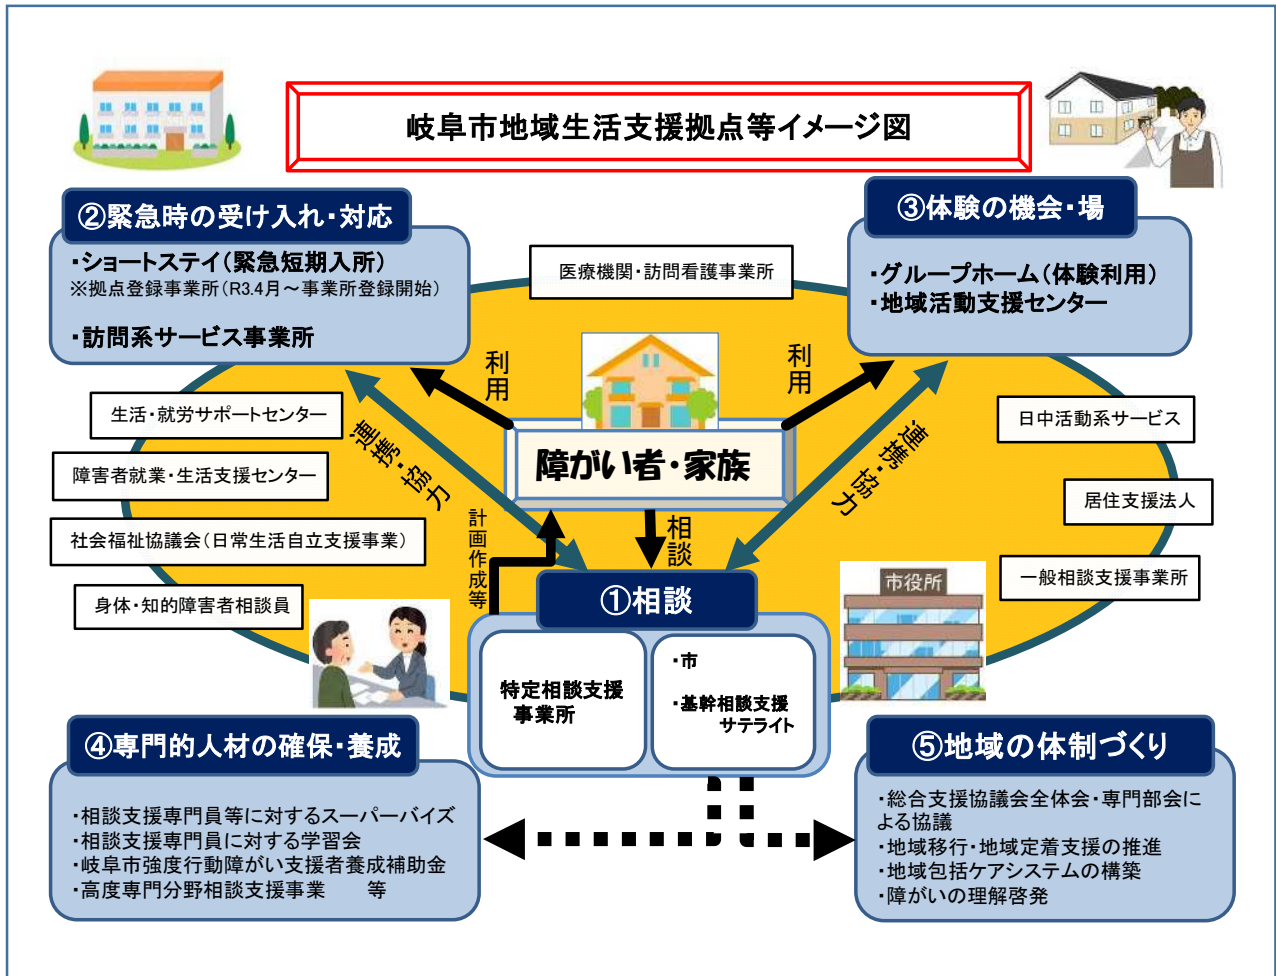 岐阜市地域生活支援拠点等イメージ図
②緊急時の受け入れ・対応
・ショートステイ(緊急短期入所)
※拠点登録事業所(R3.4月～事業所登録開始)
・訪問系サービス事業所
③体験の機会・場
・グループホーム(体験利用)
・地域活動支援センター
医療機関・訪問看護事業所
利用
利用
生活・就労サポートセンター
障害者就業・生活支援センター
社会福祉協議会(日常生活自立支援事業)
身体・知的障害者相談員
連携・協力
障がい者・家族
連携・協力
日中活動系サービス
居住支援法人
一般相談支援事業所
計画作成等
相談
市役所
①相談
特定相談支援
事業所
・市
・基幹相談支援
サテライト
④専門的人材の確保・養成
・相談支援専門員等に対するスーパーバイズ
・相談支援専門員に対する学習会
・岐阜市強度行動障がい支援者養成補助金
・高度専門分野相談支援事業　等
⑤地域の体制づくり
・総合支援協議会全体会・専門部会に
よる協議
・地域移行・地域定着支援の推進
・地域包括ケアシステムの構築
・障がいの理解啓発